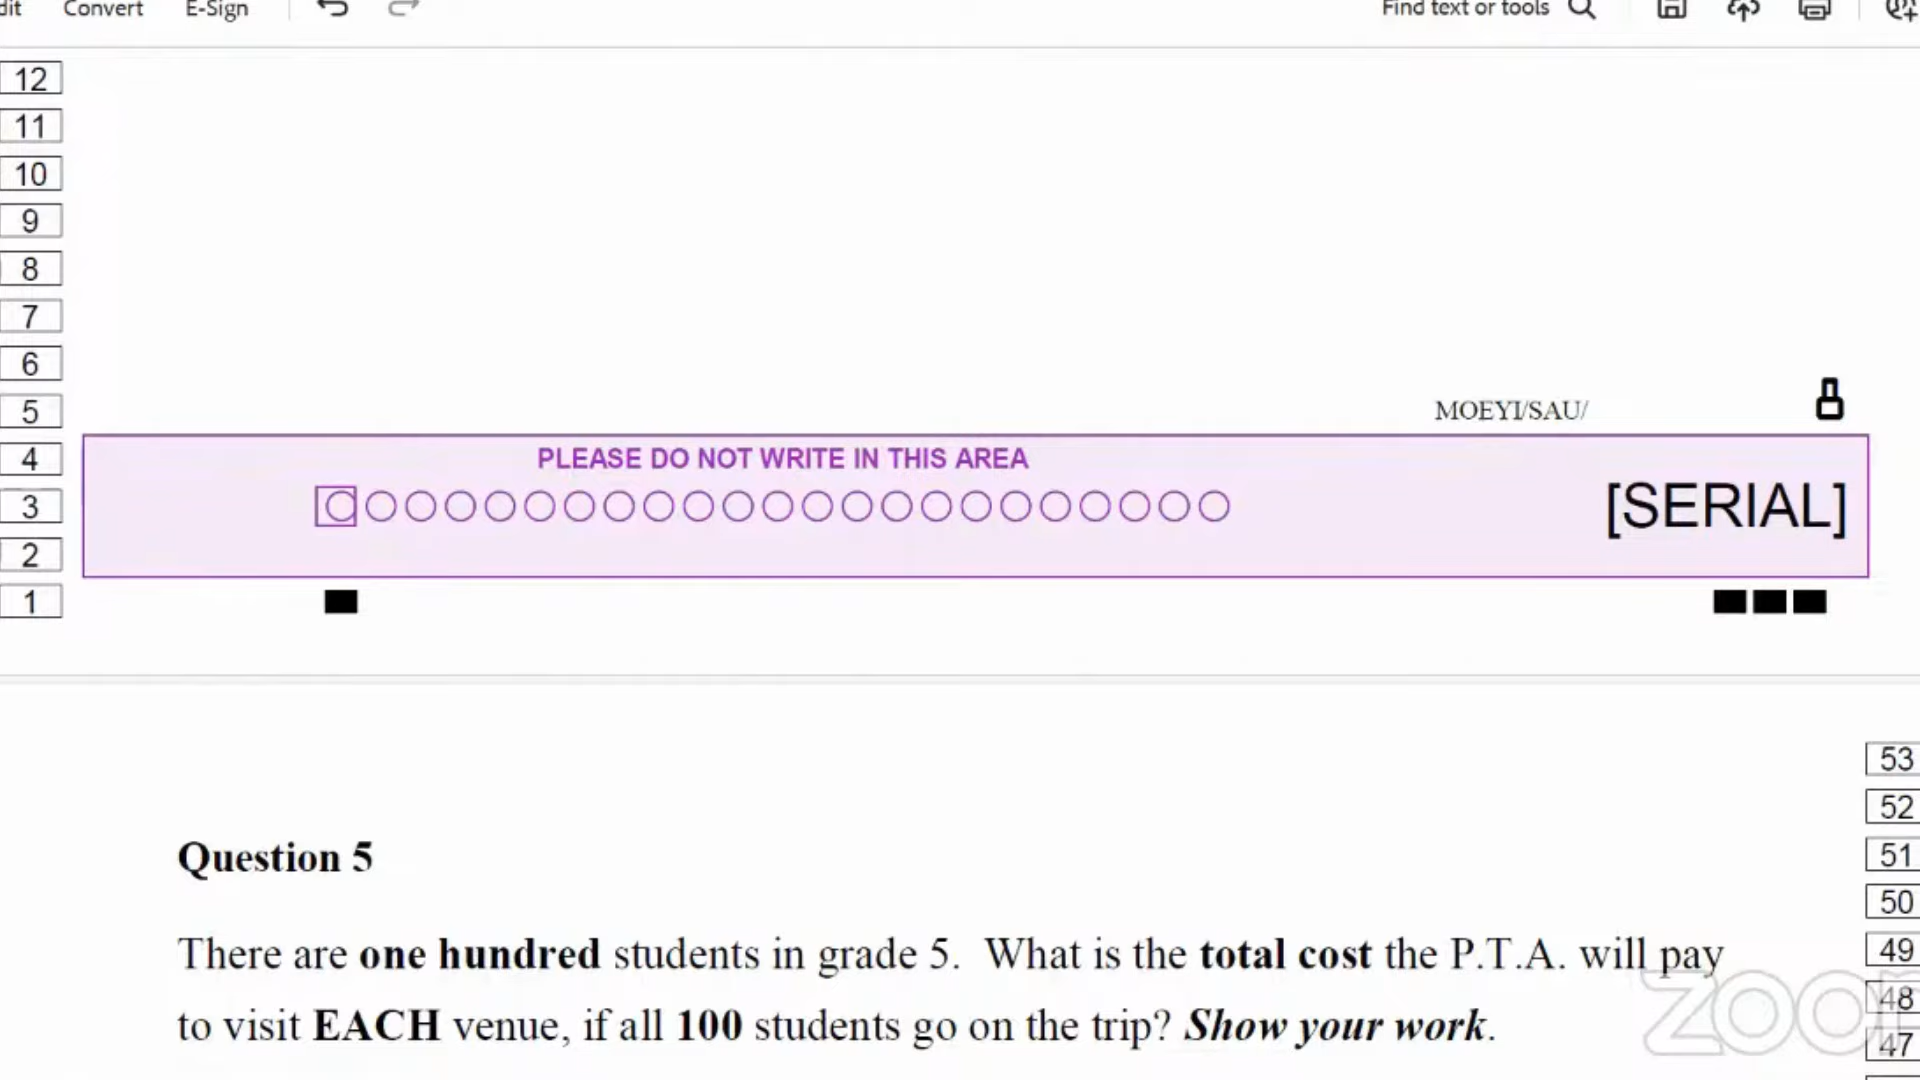 Convert E-Sign Find text or tools
12
11
10
9
8
7
6
5 MOEYI/SAU/ 8
4 PLEASE DO NOT WRITE IN THIS AREA
3 [SERIAL]
2
1
53
52
Question 5 51
50
There are one hundred students in grade 5. What is the total cost the P.T.A. will pay 49
48
to visit EACH venue, if all 100 students go on the trip? Show your work. 47
zoo